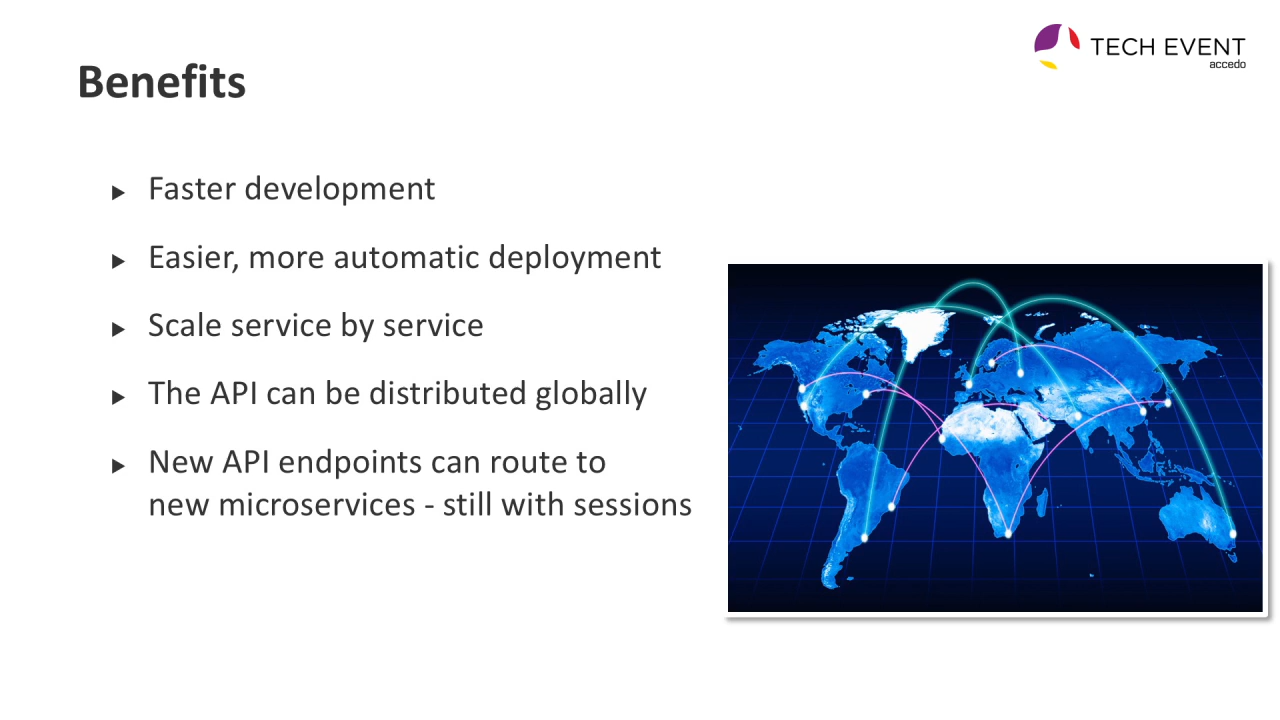 TECH EVENT
accedo
Benefits
Faster development
Easier, more automatic deployment
Scale service by service
The API can be distributed globally
New API endpoints can route to
new microservices - still with sessions